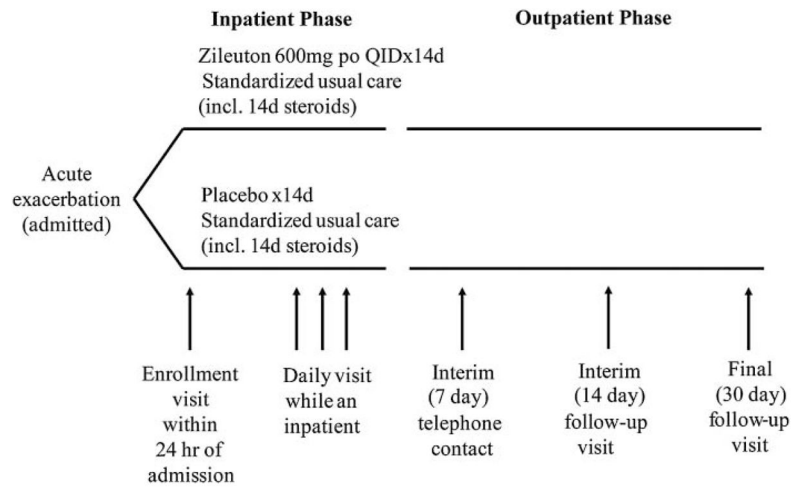 Inpatient Phase
Outpatient Phase
Zileuton 600mg po QIDx14d
Standardized usual care
(incl. 14d steroids)
Acute
exacerbation
(admitted)
Placebo x14d
Standardized usual care
(incl. 14d steroids)
Enrollment
visit
within
24 hr of
admission
Daily visit
while an
inpatient
Interim
(7 day)
telephone
contact
Interim
(14 day)
follow-up
visit
Final
(30 day)
follow-up
visit